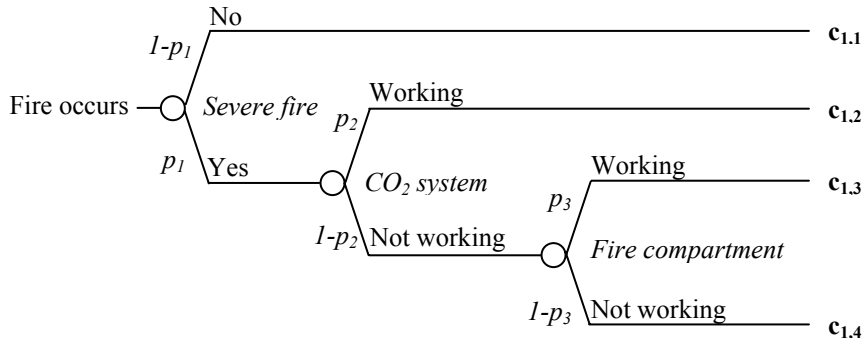 No
1-p1
c1,1
Fire occurs
Severe fire
Working
c1,2
p1
Yes
p2
CO2 system
Working
c1,3
1-p2
Not working
p3
Fire compartment
1-p3
Not working
c1,4